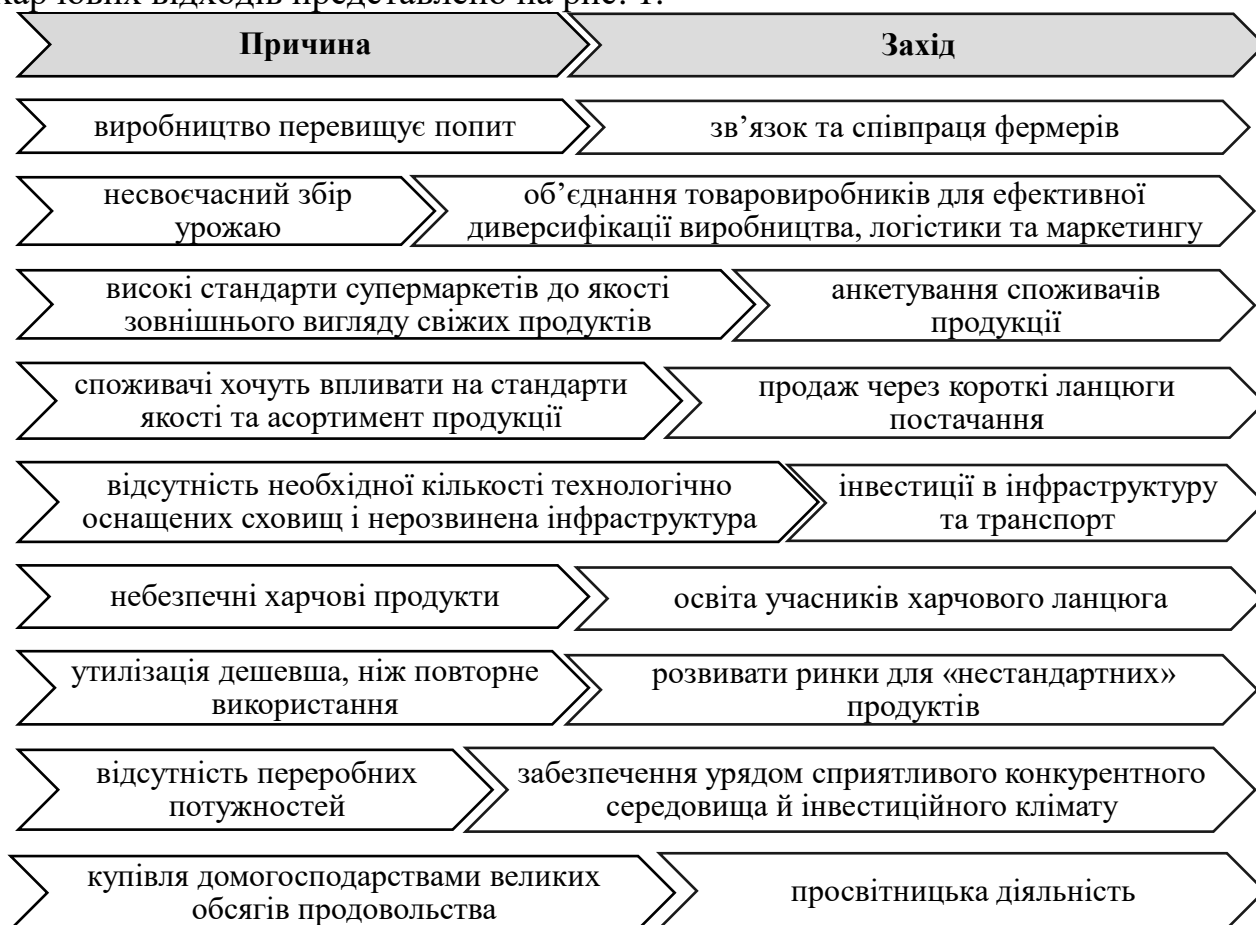 харчових відходів представлено на рис. 1.
Причина
Захід
виробництво перевищує попит
зв’язок та співпраця фермерів
несвоєчасний збір
урожаю
об’єднання товаровиробників для ефективної
диверсифікації виробництва, логістики та маркетингу
високі стандарти супермаркетів до якості
зовнішнього вигляду свіжих продуктів
анкетування споживачів
продукції
споживачі хочуть впливати на стандарти
якості та асортимент продукції
продаж через короткі ланцюги
постачання
відсутність необхідної кількості технологічно
оснащених сховищ і нерозвинена інфраструктура
інвестиції в інфраструктуру
та транспорт
небезпечні харчові продукти
освіта учасників харчового ланцюга
утилізація дешевша, ніж повторне
використання
розвивати ринки для «нестандартних»
продуктів
відсутність переробних
потужностей
забезпечення урядом сприятливого конкурентного
середовища й інвестиційного клімату
купівля домогосподарствами великих
обсягів продовольства
просвітницька діяльність